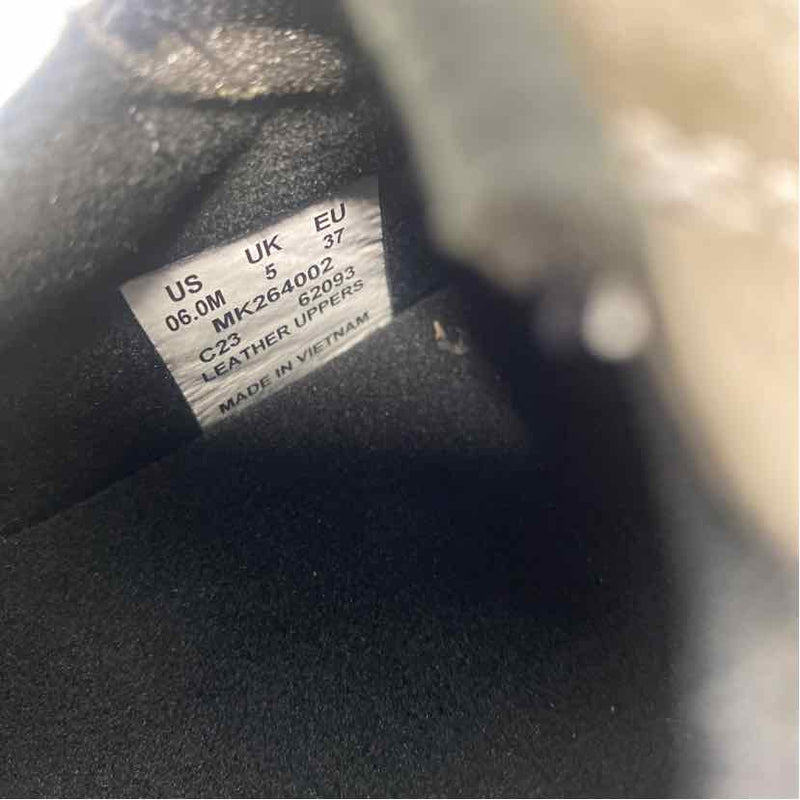 US UK EU
06.0M 5 37
MK264002
C23 62093
LEATHER UPPERS
MADE IN VIETNAM